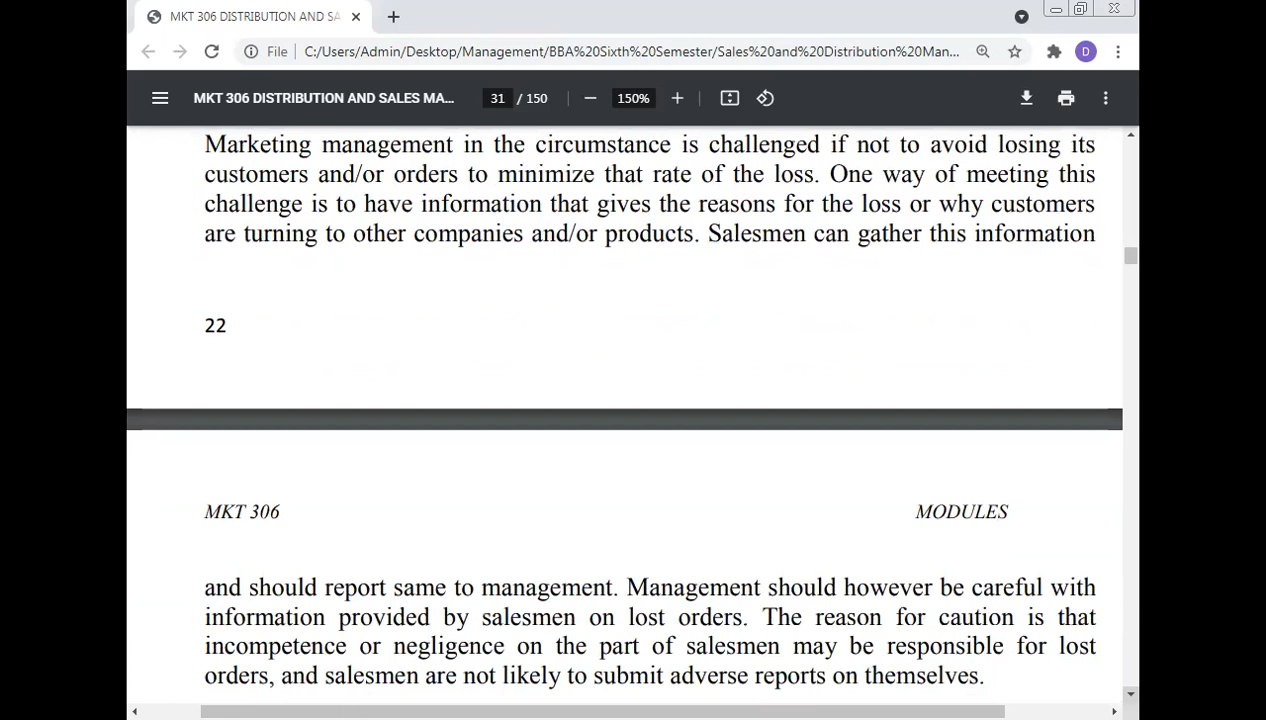 MKT 306 DISTRIBUTION AND SA
File C:/Users/Admin/Desktop/Management/BBA%20Sixth%20Semester/Sales%20and%20Distribution%20Man... D
MKT 306 DISTRIBUTION AND SALES MA... 31 / 150 150%
Marketing management in the circumstance is challenged if not to avoid losing its
customers and/or orders to minimize that rate of the loss. One way of meeting this
challenge is to have information that gives the reasons for the loss or why customers
are turning to other companies and/or products. Salesmen can gather this information
22
MKT 306 MODULES
and should report same to management. Management should however be careful with
information provided by salesmen on lost orders. The reason for caution is that
incompetence or negligence on the part of salesmen may be responsible for lost
orders, and salesmen are not likely to submit adverse reports on themselves.